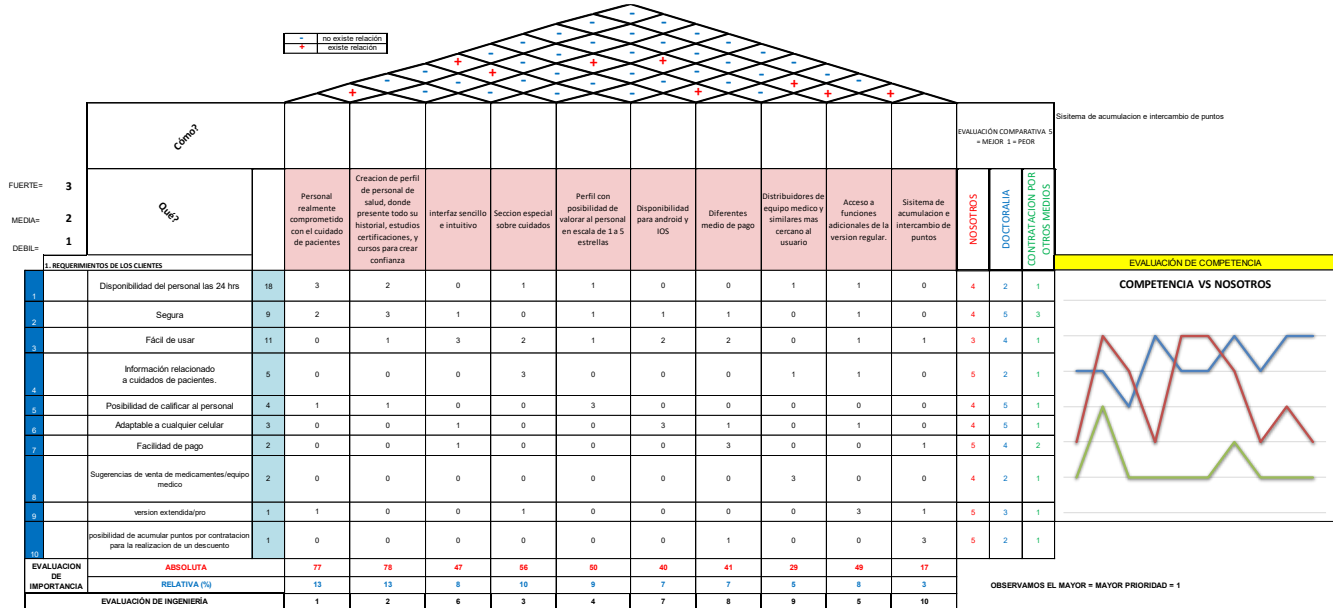 - no existe relación
+ existe relación
Cómo?
EVALUACIÓN COMPARATIVA 5
= MEJOR 1 = PEOR
Sisitema de acumulacion e intercambio de puntos
FUERTE= 3
MEDIA= 2
DEBIL= 1
Qué?
Personal
realmente
comprometido
con el cuidado
de pacientes
Creacion de perfil
de personal de
salud, donde
presente todo su
historial, estudios
certificaciones, y
cursos para crear
confianza
interfaz sencillo
e intuitivo
Seccion especial
sobre cuidados
Perfil con
posibilidad de
valorar al personal
en escala de 1 a 5
estrellas
Disponibilidad
para android y
IOS
Diferentes
medio de pago
Distribuidores de
equipo medico y
similares mas
cercano al
usuario
Acceso a
funciones
adicionales de la
version regular.
Sisitema de
acumulacion e
intercambio de
puntos
NOSOTROS
DOCTORALIA
CONTRATACION POR
OTROS MEDIOS
1. REQUERIMIENTOS DE LOS CLIENTES
EVALUACIÓN DE COMPETENCIA
COMPETENCIA VS NOSOTROS
1 Disponibilidad del personal las 24 hrs 18 3 2 0 1 1 0 0 1 1 0 4 2 1
2 Segura 9 2 3 1 0 1 1 1 0 1 0 4 5 3
3 Fácil de usar 11 0 1 3 2 1 2 2 0 1 1 3 4 1
4 Información relacionado
a cuidados de pacientes. 5 0 0 0 3 0 0 0 1 1 0 5 2 1
5 Posibilidad de calificar al personal 4 1 1 0 0 3 0 0 0 0 0 4 5 1
6 Adaptable a cualquier celular 3 0 0 1 0 0 3 1 0 1 0 4 5 1
7 Facilidad de pago 2 0 0 1 0 0 0 3 0 0 1 5 4 2
8 Sugerencias de venta de medicamentes/equipo
medico 2 0 0 0 0 0 0 0 3 0 0 4 2 1
9 version extendida/pro 1 1 0 0 1 0 0 0 0 3 1 5 3 1
10 posibilidad de acumular puntos por contratacion
para la realizacion de un descuento 1 0 0 0 0 0 0 1 0 0 3 5 2 1
EVALUACION
DE
IMPORTANCIA
ABSOLUTA 77 78 47 56 50 40 41 29 49 17
RELATIVA (%) 13 13 8 10 9 7 7 5 8 3
OBSERVAMOS EL MAYOR = MAYOR PRIORIDAD = 1
EVALUACIÓN DE INGENIERÍA 1 2 6 3 4 7 8 9 5 10